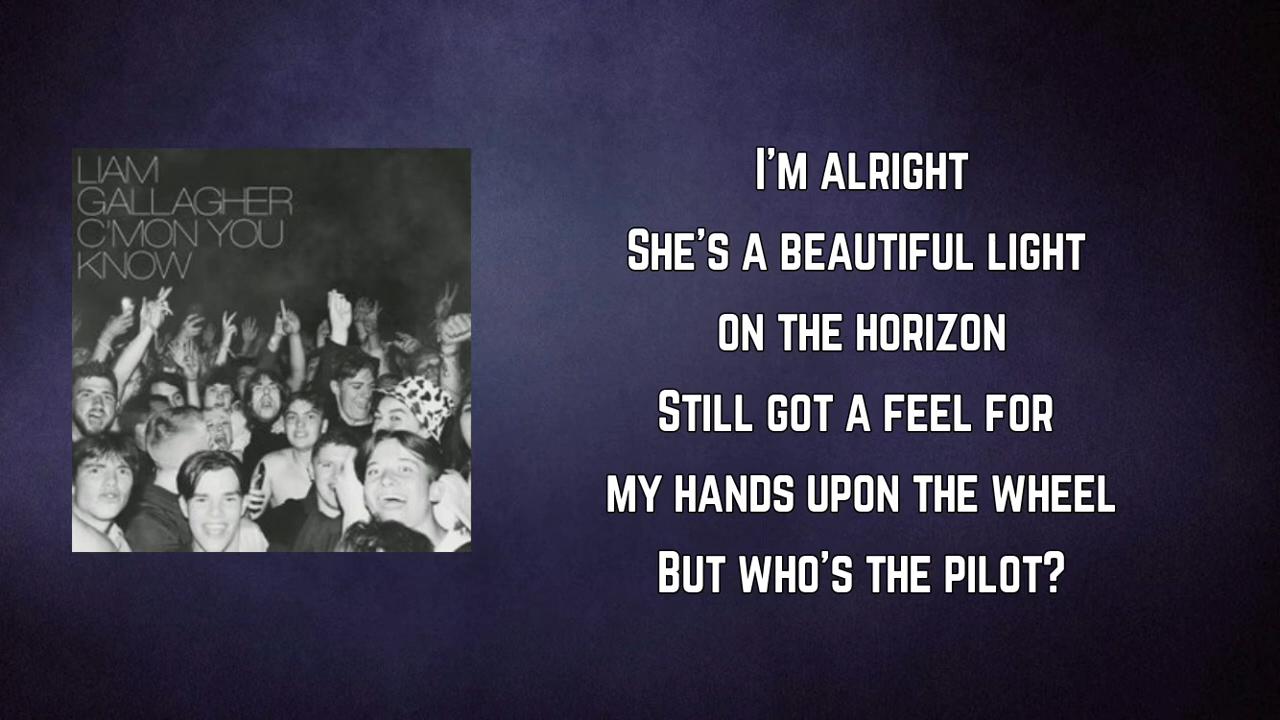 LIAM
GALLAGHER
C'MON YOU
KNOW
I'm alright
She's a beautiful light
on the horizon
Still got a feel for
my hands upon the wheel
But who's the pilot?